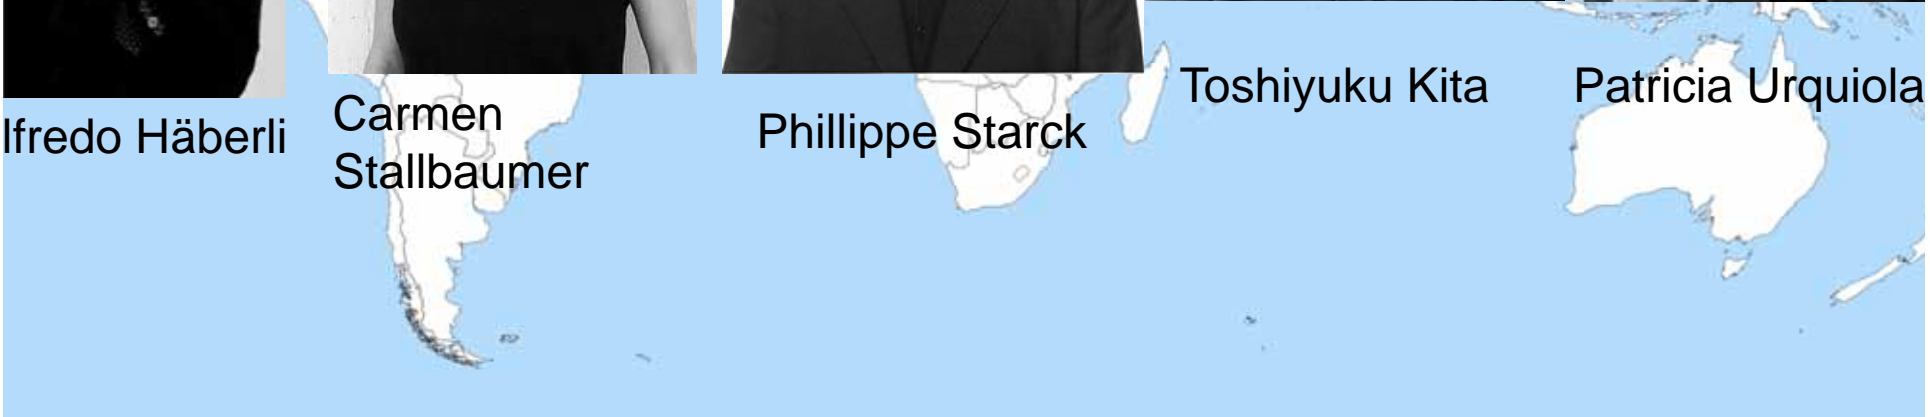 lfredo Häberli
Carmen
Stallbaumer
Phillippe Starck
Toshiyuku Kita
Patricia Urquiola